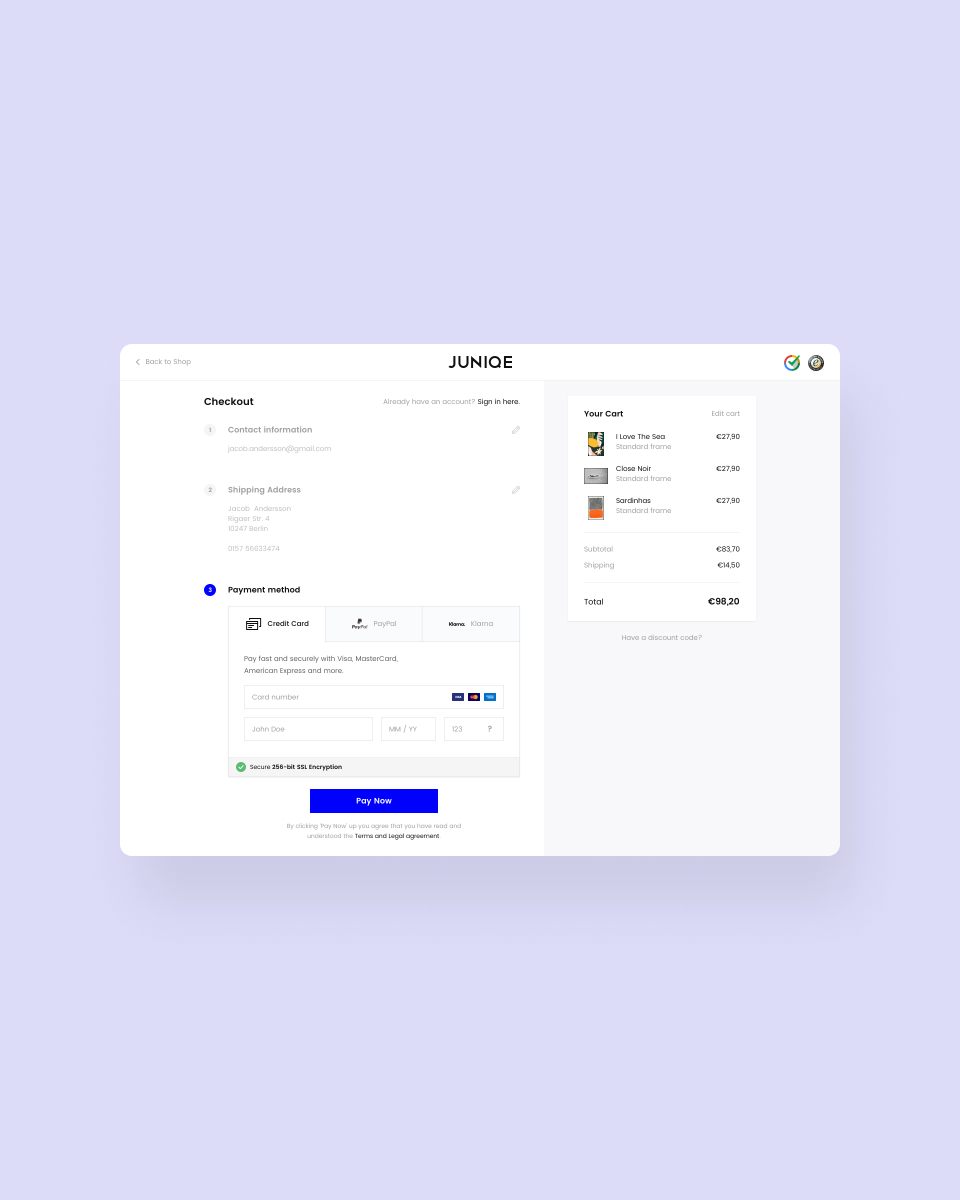 Back to Shop
JUNIQE
Checkout
Already have an account? Sign in here.
1
Contact information
jacob.andersson@gmail.com
2
Shipping Address
Jacob Andersson
Rigaer Str. 4
10247 Berlin
0157 56833474
3
Payment method
Credit Card
PayPal
PayPal
Klarna.
Klarna
Pay fast and securely with Visa, MasterCard,
American Express and more.
Card number
VISA
John Doe
MM / YY
123
?
Secure 256-bit SSL Encryption
Pay Now
By clicking 'Pay Now' up you agree that you have read and
understood the Terms and Legal agreement
Your Cart
Edit cart
I Love The Sea
€27,90
Standard frame
Close Noir
€27,90
Standard frame
Sardinhas
€27,90
Standard frame
Subtotal
€83,70
Shipping
€14,50
Total
€98,20
Have a discount code?